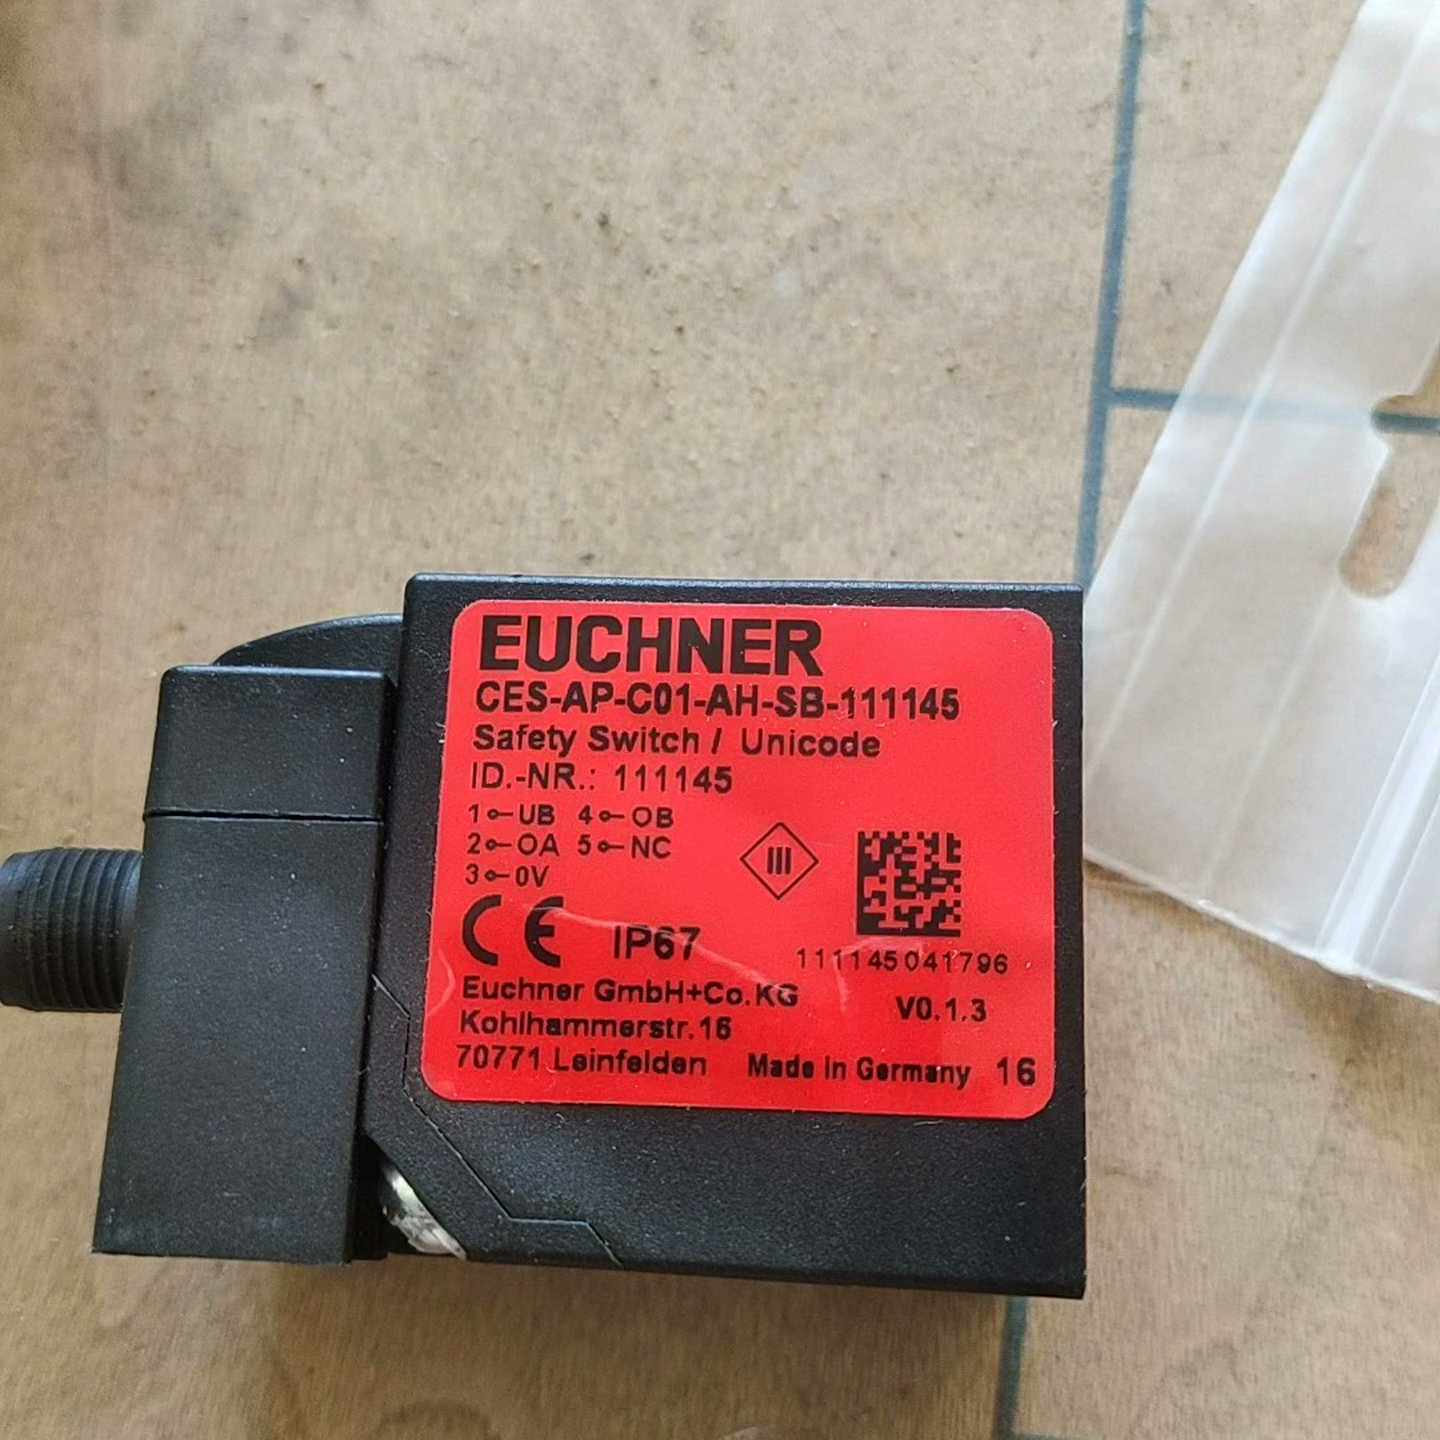 EUCHNER
CES-AP-C01-AH-SB-111145
Safety Switch / Unicode
ID.-NR.: 111145
1 UB 4 OB
2 OA 5 NC
3 0V
III
CE IP67
111145041796
Euchner GmbH+Co.KG
V0.1.3
Kohlhammerstr.16
70771 Leinfelden Made in Germany 16